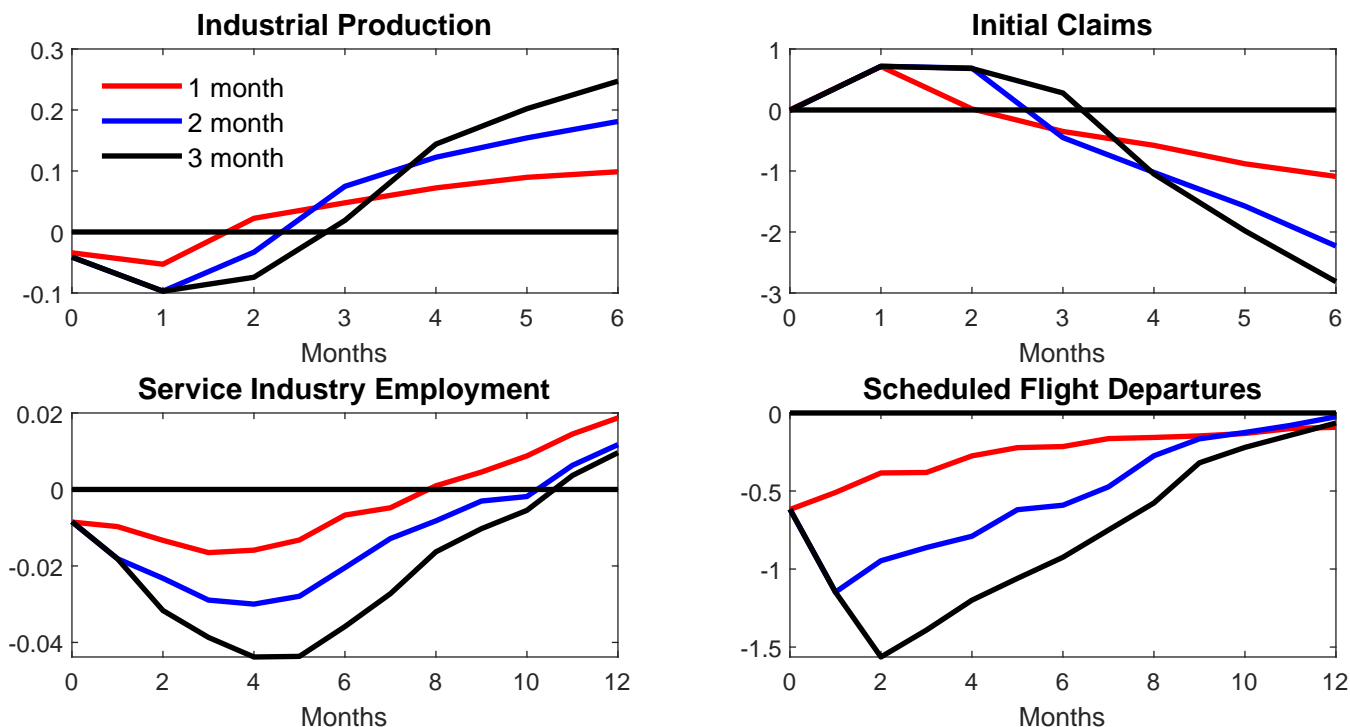 Industrial Production
0.3
0.2
0.1
0
-0.1
1 month
2 month
3 month
0 1 2 3 4 5 6
Months
Initial Claims
1
0
-1
-2
-3
0 1 2 3 4 5 6
Months
Service Industry Employment
0.02
0
-0.02
-0.04
0 2 4 6 8 10 12
Months
Scheduled Flight Departures
0
-0.5
-1
-1.5
0 2 4 6 8 10 12
Months